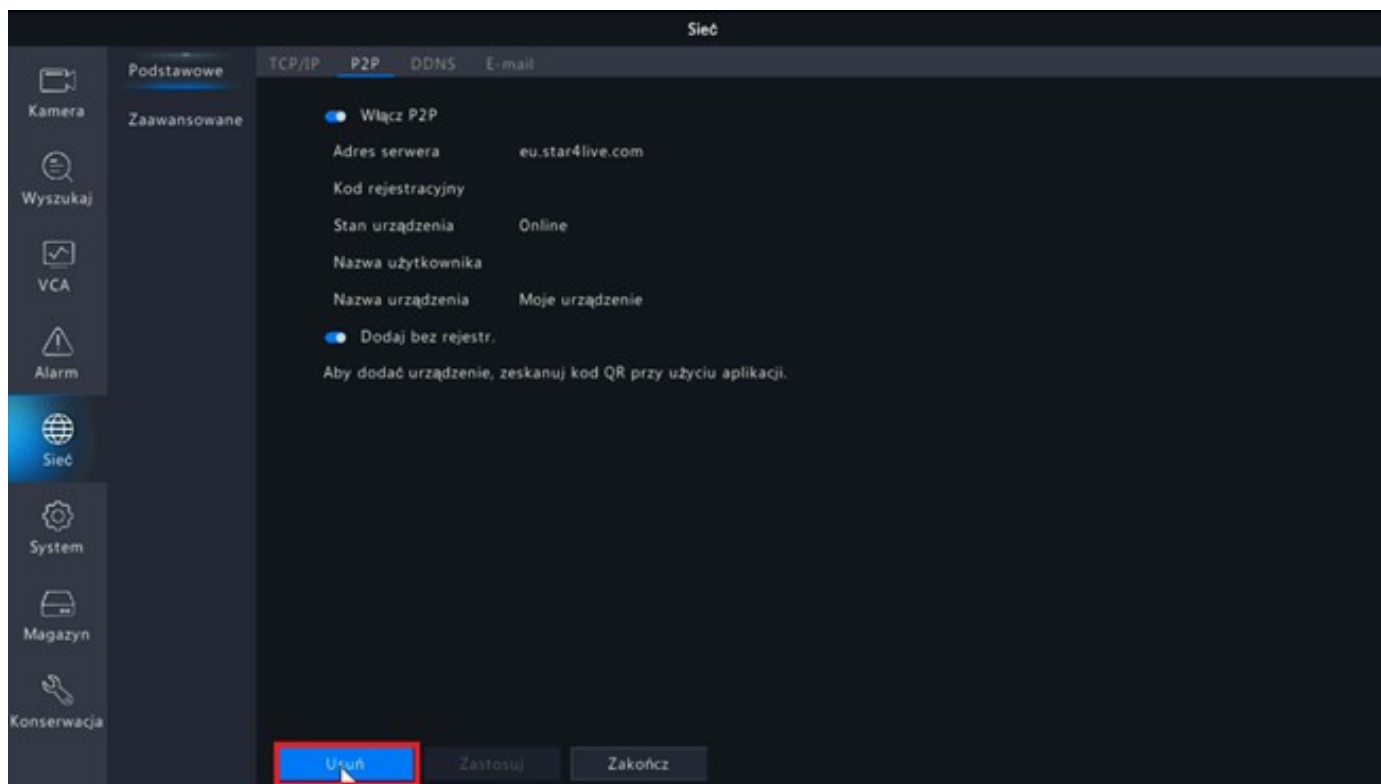 Sieć
Kamera
Wyszukaj
VCA
Alarm
Sieć
System
Magazyn
Konserwacja
Podstawowe
Zaawansowane
TCP/IP P2P DDNS E-mail
Włącz P2P
Adres serwera eu.star4live.com
Kod rejestracyjny
Stan urządzenia Online
Nazwa użytkownika
Nazwa urządzenia Moje urządzenie
Dodaj bez rejestr.
Aby dodać urządzenie, zeskanuj kod QR przy użyciu aplikacji.
Usuń Zastosuj Zakończ